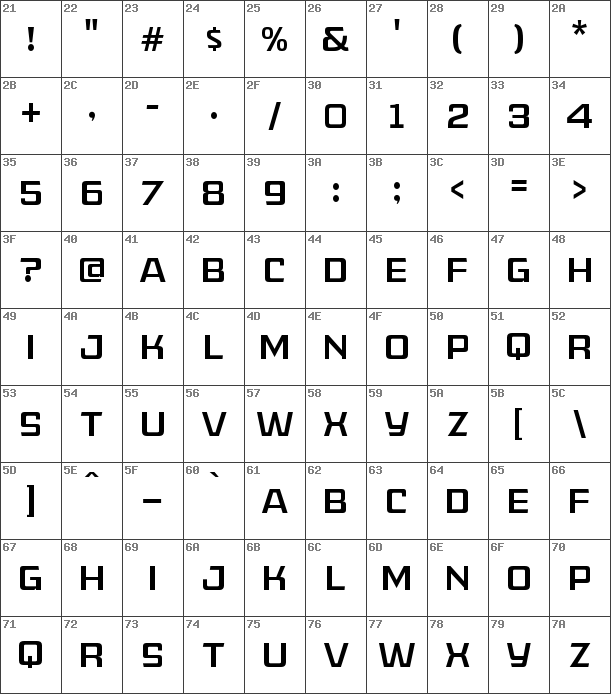 21 22 23 24 25 26 27 28 29 2A
! " # $ % & ' ( ) *
2B 2C 2D 2E 2F 30 31 32 33 34
+ , - . / 0 1 2 3 4
35 36 37 38 39 3A 3B 3C 3D 3E
5 6 7 8 9 : ; < = >
3F 40 41 42 43 44 45 46 47 48
? @ A B C D E F G H
49 4A 4B 4C 4D 4E 4F 50 51 52
I J K L M N O P Q R
53 54 55 56 57 58 59 5A 5B 5C
S T U V W X Y Z [ \
5D 5E 5F 60 61 62 63 64 65 66
] ^ _ ` A B C D E F
67 68 69 6A 6B 6C 6D 6E 6F 70
G H I J K L M N O P
71 72 73 74 75 76 77 78 79 7A
Q R S T U V W X Y Z